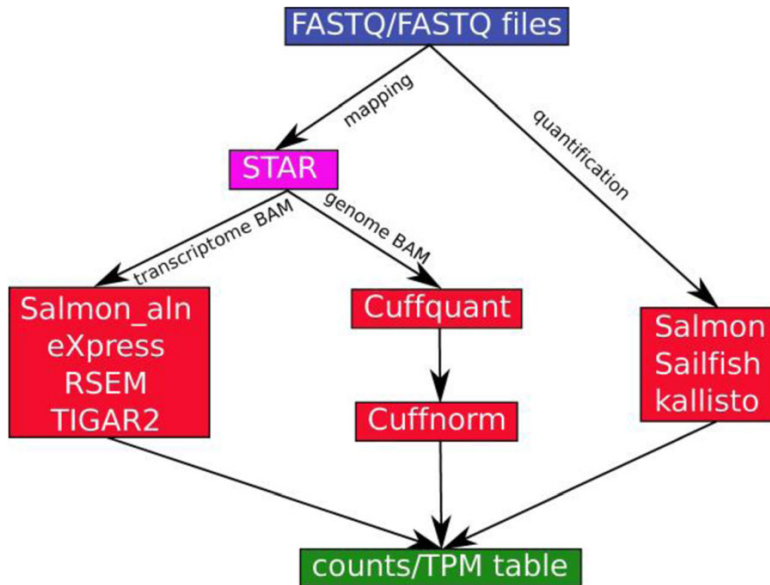 FASTQ/FASTQ files
mapping
quantification
STAR
transcriptome BAM
genome BAM
Salmon_aln
eXpress
RSEM
TIGAR2
Cuffquant
Cuffnorm
Salmon
Sailfish
kallisto
counts/TPM table